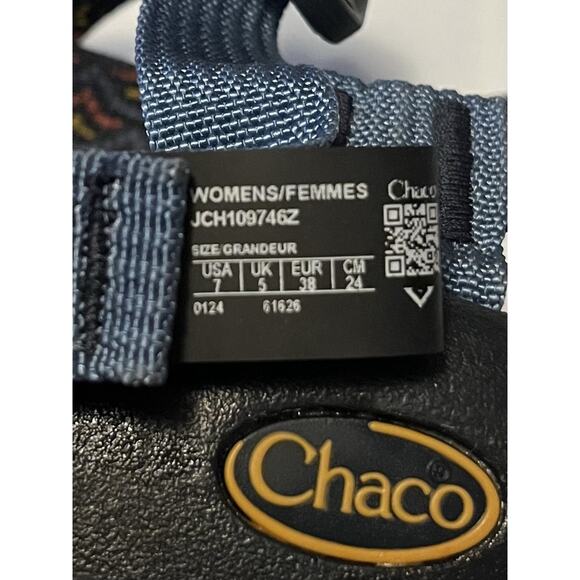 WOMENS/FEMMES Chaco
JCH109746Z
SIZE/GRANDEUR
USA UK EUR CM
7 5 38 24
0124 61626
Chaco®